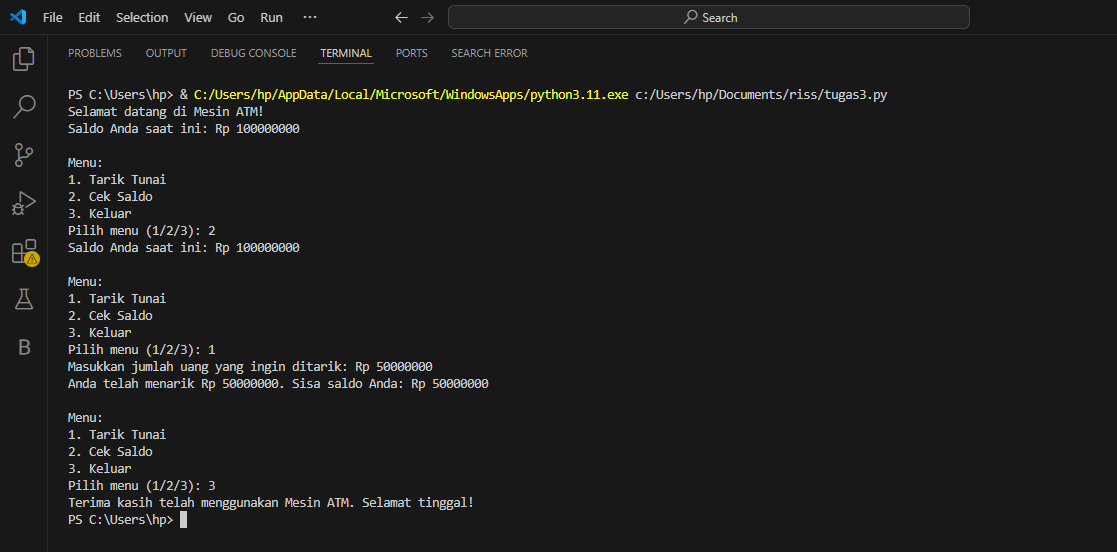 File Edit Selection View Go Run ··· ← → Search
PROBLEMS OUTPUT DEBUG CONSOLE TERMINAL PORTS SEARCH ERROR
PS C:\Users\hp> & C:/Users/hp/AppData/Local/Microsoft/WindowsApps/python3.11.exe c:/Users/hp/Documents/riss/tugas3.py
Selamat datang di Mesin ATM!
Saldo Anda saat ini: Rp 100000000
Menu:
1. Tarik Tunai
2. Cek Saldo
3. Keluar
Pilih menu (1/2/3): 2
Saldo Anda saat ini: Rp 100000000
Menu:
1. Tarik Tunai
2. Cek Saldo
3. Keluar
Pilih menu (1/2/3): 1
Masukkan jumlah uang yang ingin ditarik: Rp 50000000
Anda telah menarik Rp 50000000. Sisa saldo Anda: Rp 50000000
Menu:
1. Tarik Tunai
2. Cek Saldo
3. Keluar
Pilih menu (1/2/3): 3
Terima kasih telah menggunakan Mesin ATM. Selamat tinggal!
PS C:\Users\hp>
B